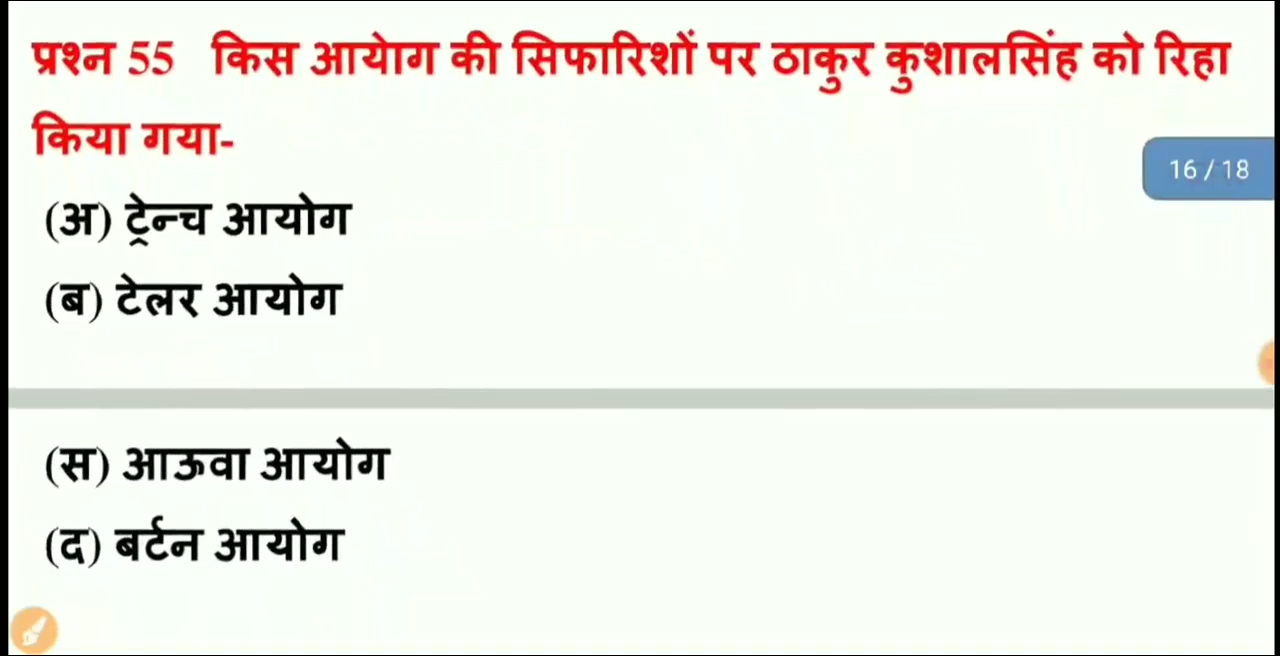 प्रश्न 55 किस आयेाग की सिफारिशों पर ठाकुर कुशालसिंह को रिहा
किया गया-
16 / 18
(अ) ट्रेन्च आयोग
(ब) टेलर आयोग
(स) आऊवा आयोग
(द) बर्टन आयोग